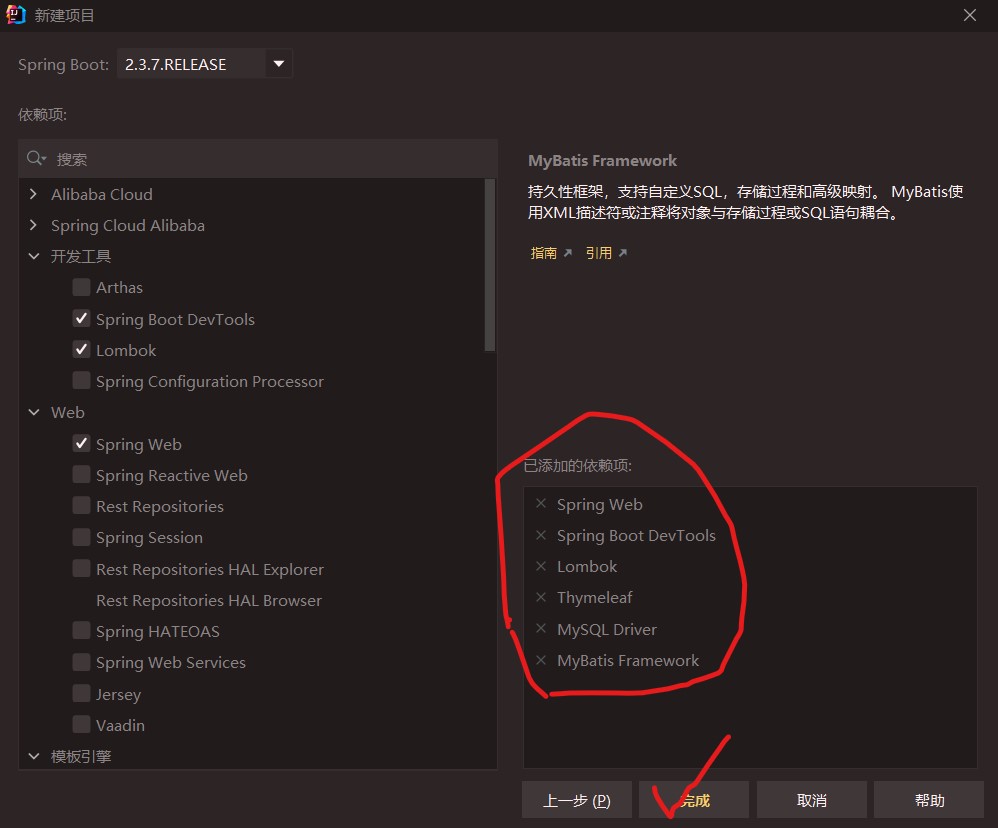 新建项目
Spring Boot: 2.3.7.RELEASE
依赖项:
搜索
Alibaba Cloud
Spring Cloud Alibaba
开发工具
Arthas
Spring Boot DevTools
Lombok
Spring Configuration Processor
Web
Spring Web
Spring Reactive Web
Rest Repositories
Spring Session
Rest Repositories HAL Explorer
Rest Repositories HAL Browser
Spring HATEOAS
Spring Web Services
Jersey
Vaadin
模板引擎
MyBatis Framework
持久性框架，支持自定义SQL，存储过程和高级映射。 MyBatis使
用XML描述符或注释将对象与存储过程或SQL语句耦合。
指南 引用
已添加的依赖项:
Spring Web
Spring Boot DevTools
Lombok
Thymeleaf
MySQL Driver
MyBatis Framework
上一步 (P) 完成 取消 帮助